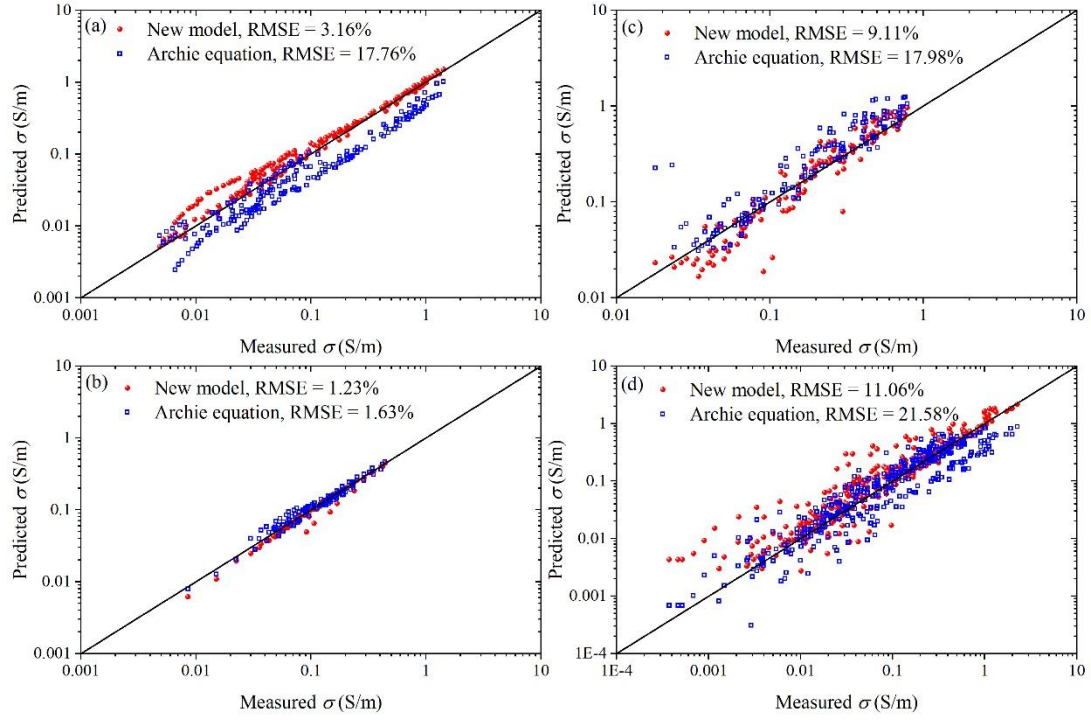 (a)
New model, RMSE = 3.16%
Archie equation, RMSE = 17.76%
10
1
0.1
0.01
0.001
Predicted σ (S/m)
0.001 0.01 0.1 1 10
Measured σ (S/m)
(c)
New model, RMSE = 9.11%
Archie equation, RMSE = 17.98%
10
1
0.1
0.01
Predicted σ (S/m)
0.01 0.1 1 10
Measured σ (S/m)
(b)
New model, RMSE = 1.23%
Archie equation, RMSE = 1.63%
10
1
0.1
0.01
0.001
Predicted σ (S/m)
0.001 0.01 0.1 1 10
Measured σ (S/m)
(d)
New model, RMSE = 11.06%
Archie equation, RMSE = 21.58%
10
1
0.1
0.01
0.001
1E-4
Predicted σ (S/m)
1E-4 0.001 0.01 0.1 1 10
Measured σ (S/m)